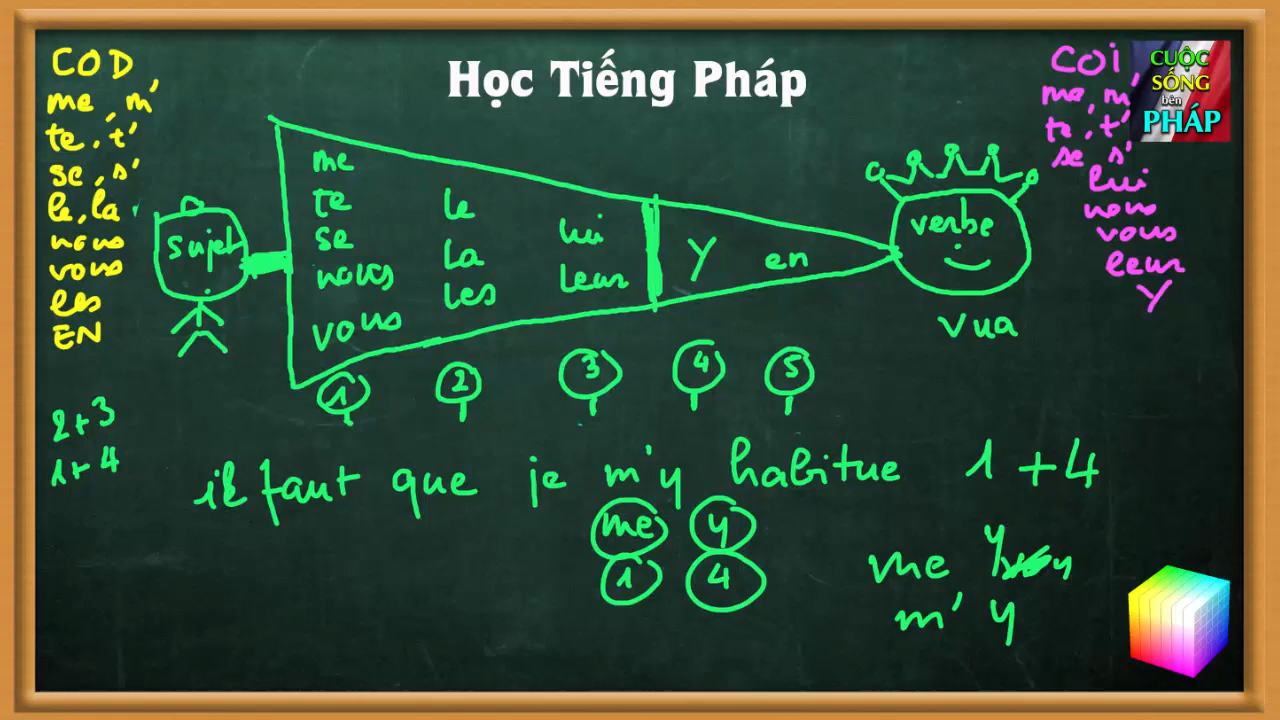 Học Tiếng Pháp
CUỘC
SỐNG
bên
PHÁP
COD
me, m'
te, t'
se, s'
le, la
nous
vous
les
EN
COI
me, m'
te, t'
se, s'
lui
nous
vous
leur
Y
sujet
me
te
se
nous
vous
le
la
les
lui
leur
Y
en
verbe
vua
1 2 3 4 5
2+3
1+4
il faut que je m'y habitue 1+4
me y
1 4
me y
m' y